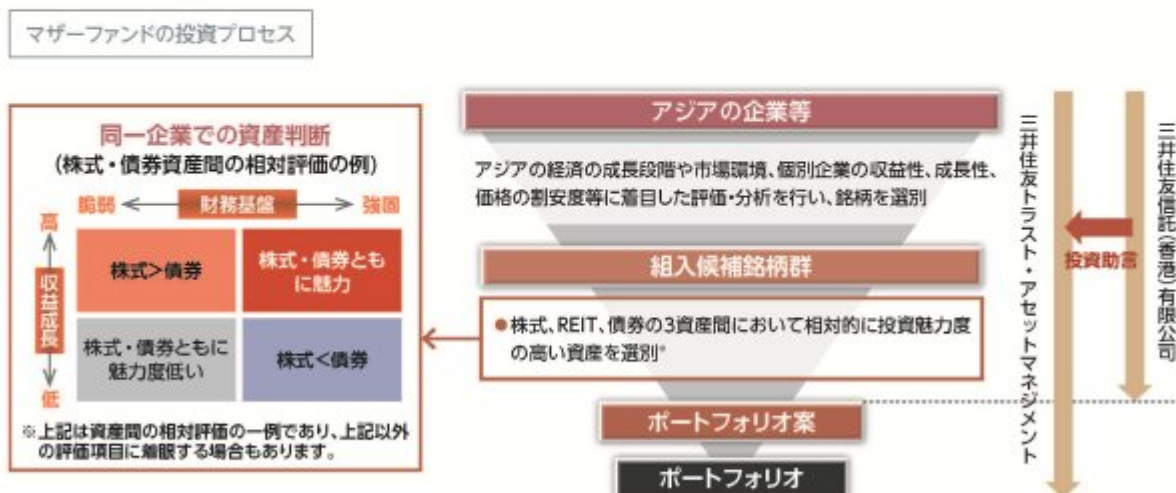 マザーファンドの投資プロセス
同一企業での資産判断
(株式・債券資産間の相対評価の例)
脆弱
財務基盤
強固
高
収益成長
低
株式>債券
株式・債券とも
に魅力
株式・債券ともに
魅力度低い
株式<債券
※上記は資産間の相対評価の一例であり、上記以外
の評価項目に着眼する場合もあります。
アジアの企業等
アジアの経済の成長段階や市場環境、個別企業の収益性、成長性、
価格の割安度等に着目した評価・分析を行い、銘柄を選別
組入候補銘柄群
●株式、REIT、債券の3資産間において相対的に投資魅力度
の高い資産を選別*
ポートフォリオ案
ポートフォリオ
三井住友トラスト・アセットマネジメント
投資助言
三井住友信託(香港)有限公司